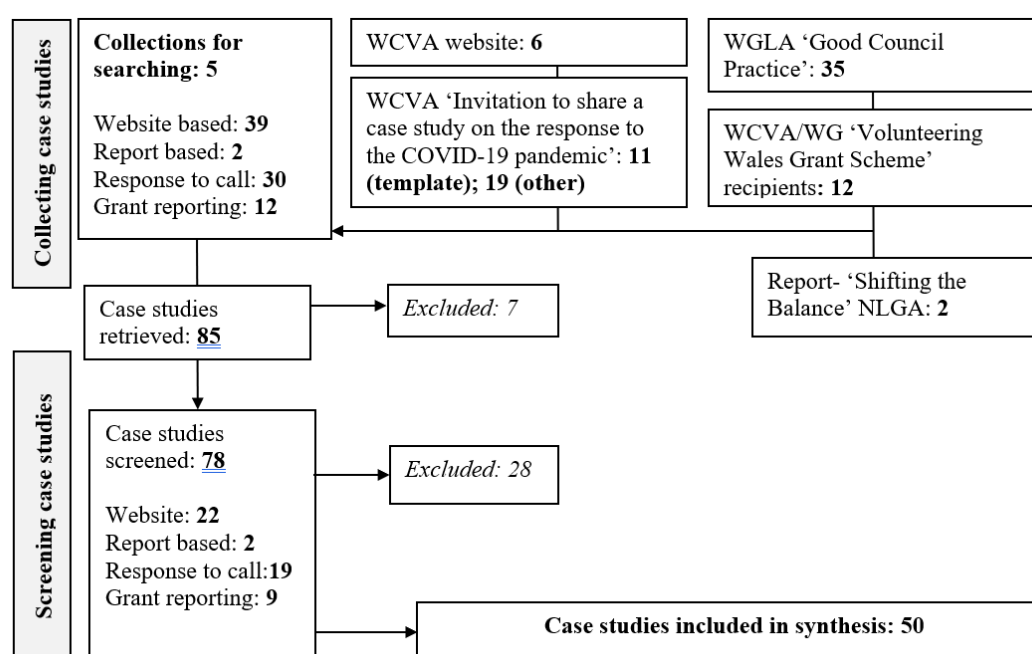 Collecting case studies
Collections for
searching: 5
Website based: 39
Report based: 2
Response to call: 30
Grant reporting: 12
WCVA website: 6
WCVA ‘Invitation to share a
case study on the response to
the COVID-19 pandemic’: 11
(template); 19 (other)
WGLA ‘Good Council
Practice’: 35
WCVA/WG ‘Volunteering
Wales Grant Scheme’
recipients: 12
Report- ‘Shifting the
Balance’ NLGA: 2
Case studies
retrieved: 85
Excluded: 7
Screening case studies
Case studies
screened: 78
Website: 22
Report based: 2
Response to call:19
Grant reporting: 9
Excluded: 28
Case studies included in synthesis: 50